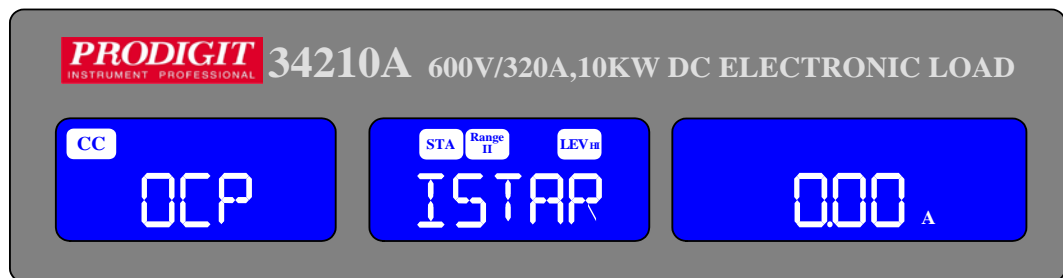 PRODIGIT
INSTRUMENT PROFESSIONAL
34210A 600V/320A,10KW DC ELECTRONIC LOAD
CC
OCP
STA Range II LEV HI
ISTAR
0.00 A